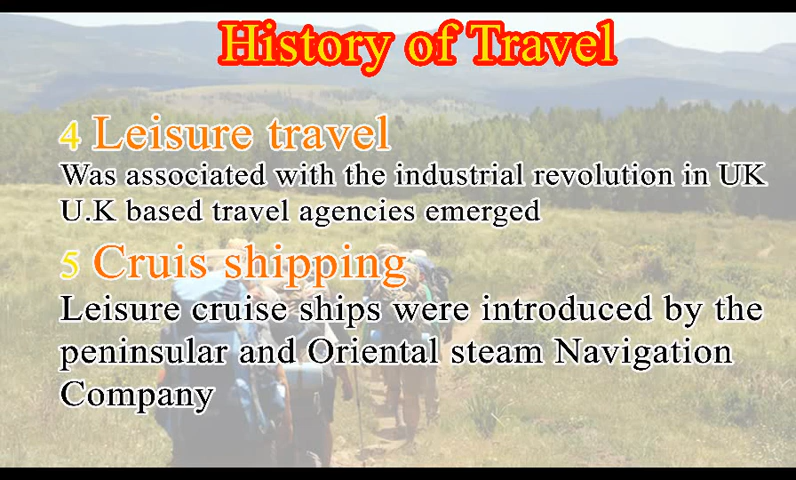 History of Travel
4 Leisure travel
Was associated with the industrial revolution in UK
U.K based travel agencies emerged
5 Cruis shipping
Leisure cruise ships were introduced by the
peninsular and Oriental steam Navigation
Company